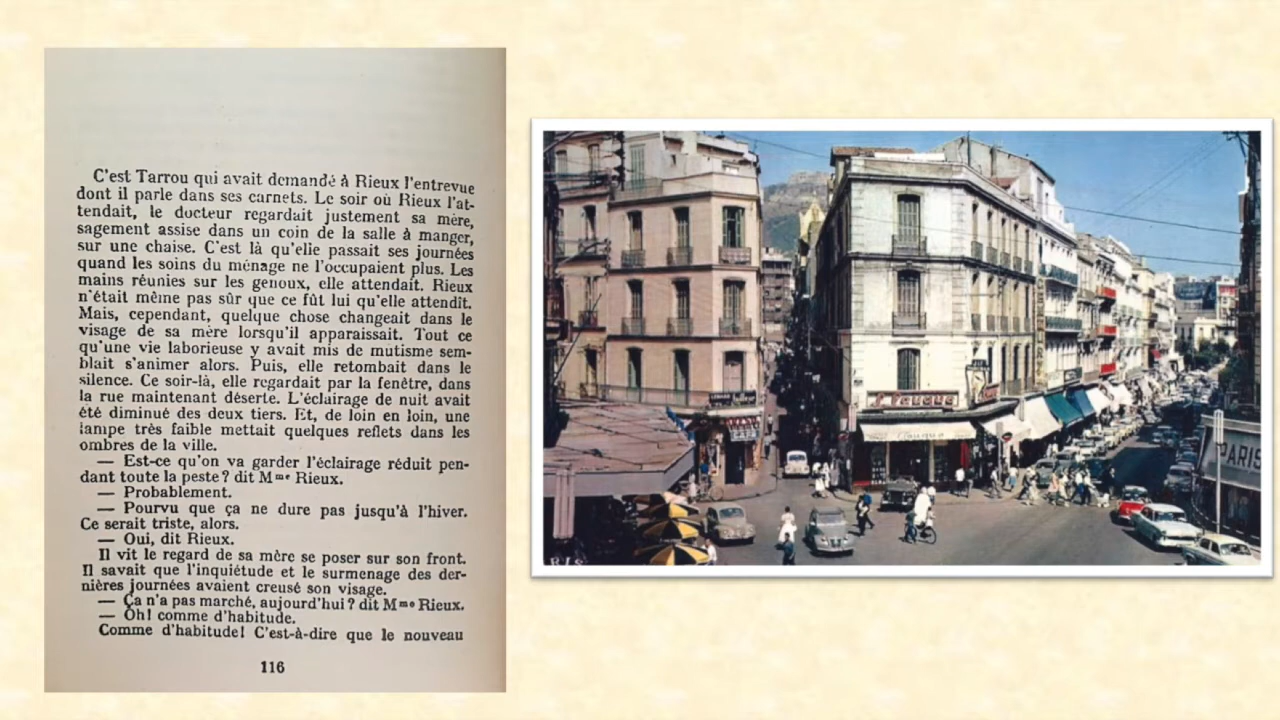 C'est Tarrou qui avait demandé à Rieux l'entrevue
dont il parle dans ses carnets. Le soir où Rieux l'at-
tendait, le docteur regardait justement sa mère,
sagement assise dans un coin de la salle à manger,
sur une chaise. C'est là qu'elle passait ses journées
quand les soins du ménage ne l'occupaient plus. Les
mains réunies sur les genoux, elle attendait. Rieux
n'était même pas sûr que ce fût lui qu'elle attendît.
Mais, cependant, quelque chose changeait dans le
visage de sa mère lorsqu'il apparaissait. Tout ce
qu'une vie laborieuse y avait mis de mutisme sem-
blait s'animer alors. Puis, elle retombait dans le
silence. Ce soir-là, elle regardait par la fenêtre, dans
la rue maintenant déserte. L'éclairage de nuit avait
été diminué des deux tiers. Et, de loin en loin, une
lampe très faible mettait quelques reflets dans les
ombres de la ville.
— Est-ce qu'on va garder l'éclairage réduit pen-
dant toute la peste? dit Mme Rieux.
— Probablement.
— Pourvu que ça ne dure pas jusqu'à l'hiver.
Ce serait triste, alors.
— Oui, dit Rieux.
Il vit le regard de sa mère se poser sur son front.
Il savait que l'inquiétude et le surmenage des der-
nières journées avaient creusé son visage.
— Ça n'a pas marché, aujourd'hui? dit Mme Rieux.
— Oh! comme d'habitude.
Comme d'habitude! C'est-à-dire que le nouveau
116
PARIS
RIS